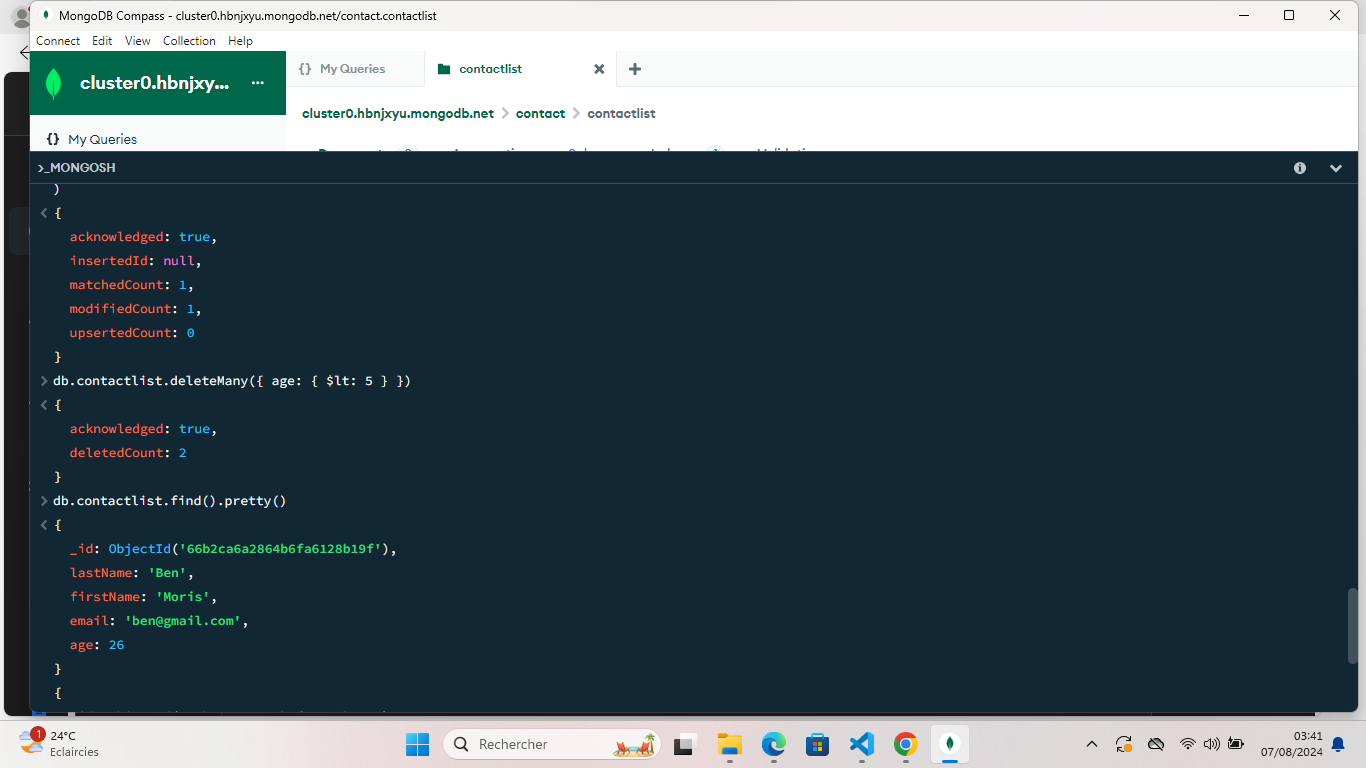 MongoDB Compass - cluster0.hbnjxyu.mongodb.net/contact.contactlist
Connect Edit View Collection Help
cluster0.hbnjxy... ...
{} My Queries
contactlist
cluster0.hbnjxyu.mongodb.net > contact > contactlist
{} My Queries
>_MONGOSH
)
< {
acknowledged: true,
insertedId: null,
matchedCount: 1,
modifiedCount: 1,
upsertedCount: 0
}
> db.contactlist.deleteMany({ age: { $lt: 5 } })
< {
acknowledged: true,
deletedCount: 2
}
> db.contactlist.find().pretty()
< {
_id: ObjectId('66b2ca6a2864b6fa6128b19f'),
lastName: 'Ben',
firstName: 'Moris',
email: 'ben@gmail.com',
age: 26
}
{
1
24°C
Eclaircies
Rechercher
03:41
07/08/2024